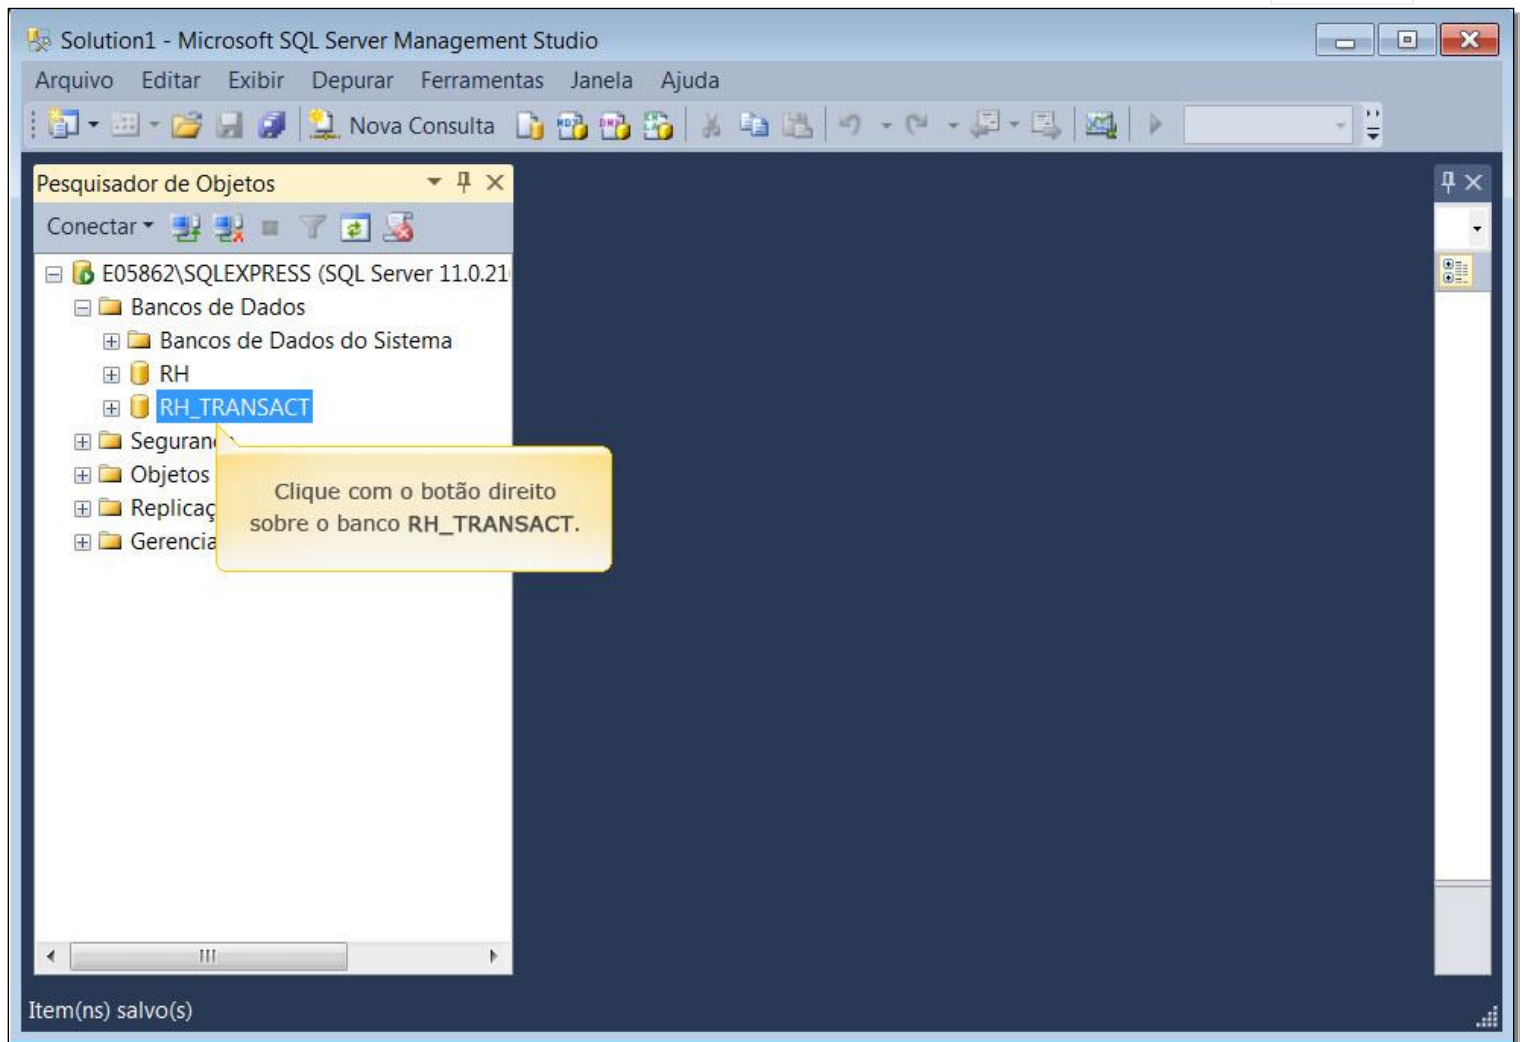 Solution1 - Microsoft SQL Server Management Studio
Arquivo Editar Exibir Depurar Ferramentas Janela Ajuda
Nova Consulta
Pesquisador de Objetos
Conectar
E05862\SQLEXPRESS (SQL Server 11.0.21
Bancos de Dados
Bancos de Dados do Sistema
RH
RH_TRANSACT
Seguran
Objetos
Replicaç
Gerencia
Clique com o botão direito
sobre o banco RH_TRANSACT.
Item(ns) salvo(s)